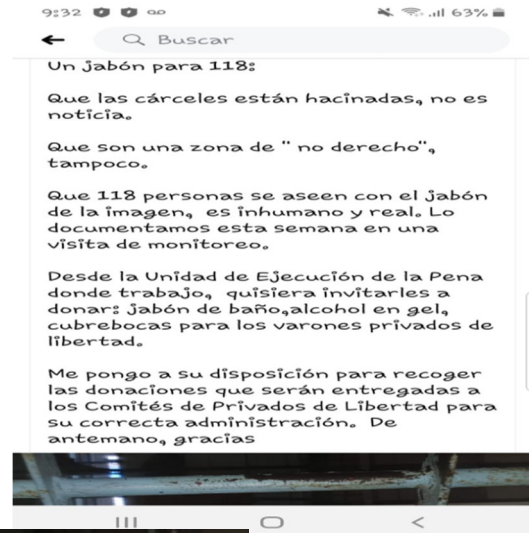 9:32
63%
Buscar
Un jabón para 118:
Que las cárceles están hacinadas, no es
noticia.
Que son una zona de " no derecho",
tampoco.
Que 118 personas se aseen con el jabón
de la imagen, es inhumano y real. Lo
documentamos esta semana en una
visita de monitoreo.
Desde la Unidad de Ejecución de la Pena
donde trabajo, quisiera invitarles a
donar: jabón de baño,alcohol en gel,
cubrebocas para los varones privados de
libertad.
Me pongo a su disposición para recoger
las donaciones que serán entregadas a
los Comités de Privados de Libertad para
su correcta administración. De
antemano, gracias